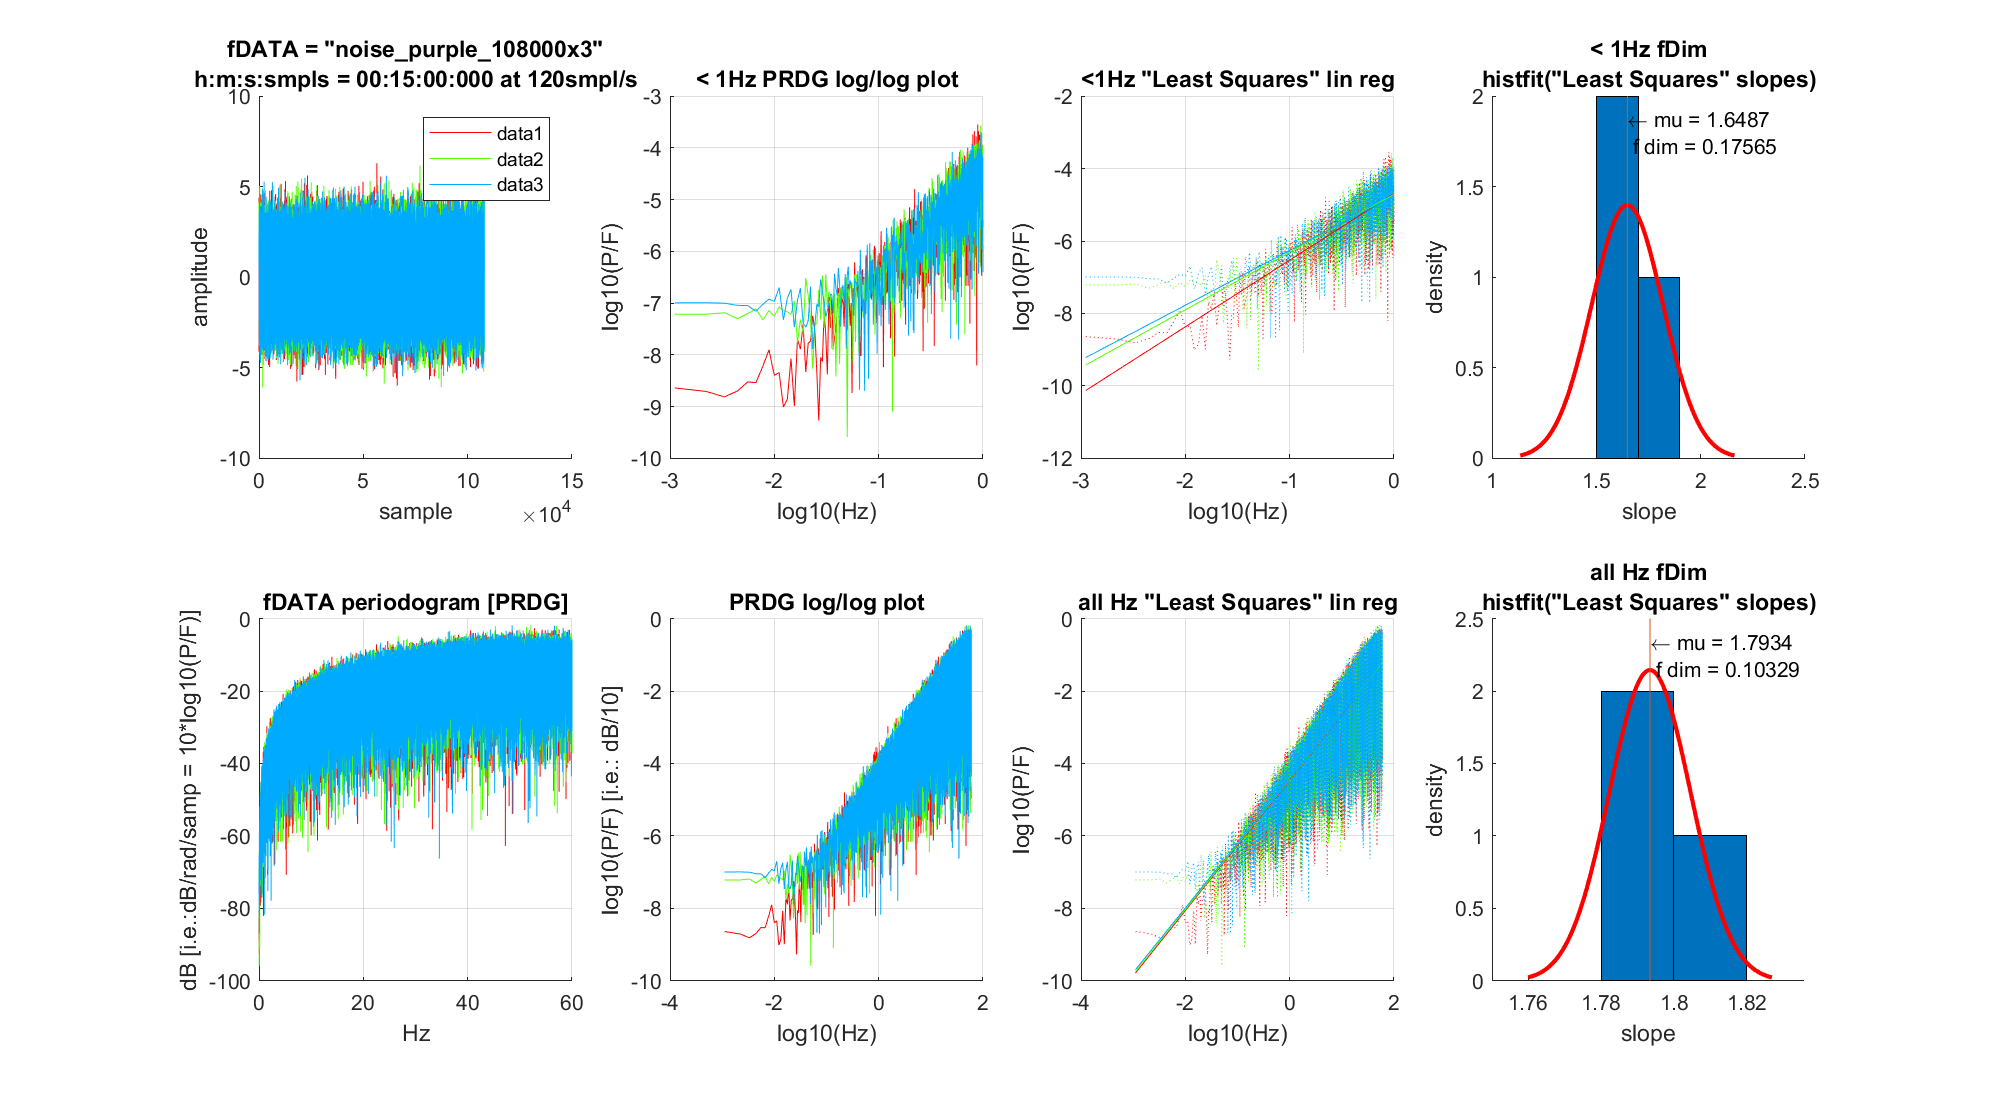 fDATA = "noise_purple_108000x3"
h:m:s:smpls = 00:15:00:000 at 120smpl/s
10
5
0
-5
-10
amplitude
data1
data2
data3
0
5
10
15
sample
×10^4
< 1Hz PRDG log/log plot
-3
-4
-5
-6
-7
-8
-9
-10
log10(P/F)
-3
-2
-1
0
log10(Hz)
<1Hz "Least Squares" lin reg
-2
-4
-6
-8
-10
-12
log10(P/F)
-3
-2
-1
0
log10(Hz)
< 1Hz fDim
histfit("Least Squares" slopes)
2
1.5
1
0.5
0
density
← mu = 1.6487
f dim = 0.17565
1
1.5
2
2.5
slope
fDATA periodogram [PRDG]
0
-20
-40
-60
-80
-100
dB [i.e.:dB/rad/samp = 10*log10(P/F)]
0
20
40
60
Hz
PRDG log/log plot
0
-2
-4
-6
-8
-10
log10(P/F) [i.e.: dB/10]
-4
-2
0
2
log10(Hz)
all Hz "Least Squares" lin reg
0
-2
-4
-6
-8
-10
log10(P/F)
-4
-2
0
2
log10(Hz)
all Hz fDim
histfit("Least Squares" slopes)
2.5
2
1.5
1
0.5
0
density
← mu = 1.7934
f dim = 0.10329
1.76
1.78
1.8
1.82
slope